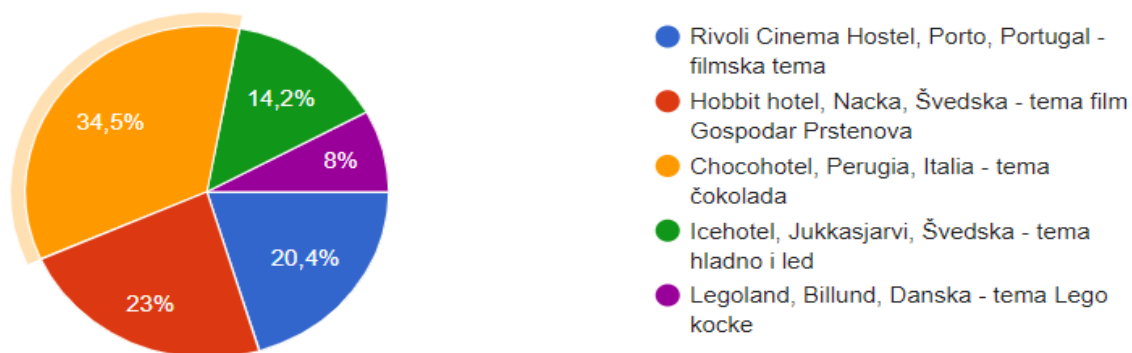 34,5%
14,2%
8%
20,4%
23%
Rivoli Cinema Hostel, Porto, Portugal -
filmska tema
Hobbit hotel, Nacka, Švedska - tema film
Gospodar Prstenova
Chocohotel, Perugia, Italia - tema
čokolada
Icehotel, Jukkasjarvi, Švedska - tema
hladno i led
Legoland, Billund, Danska - tema Lego
kocke